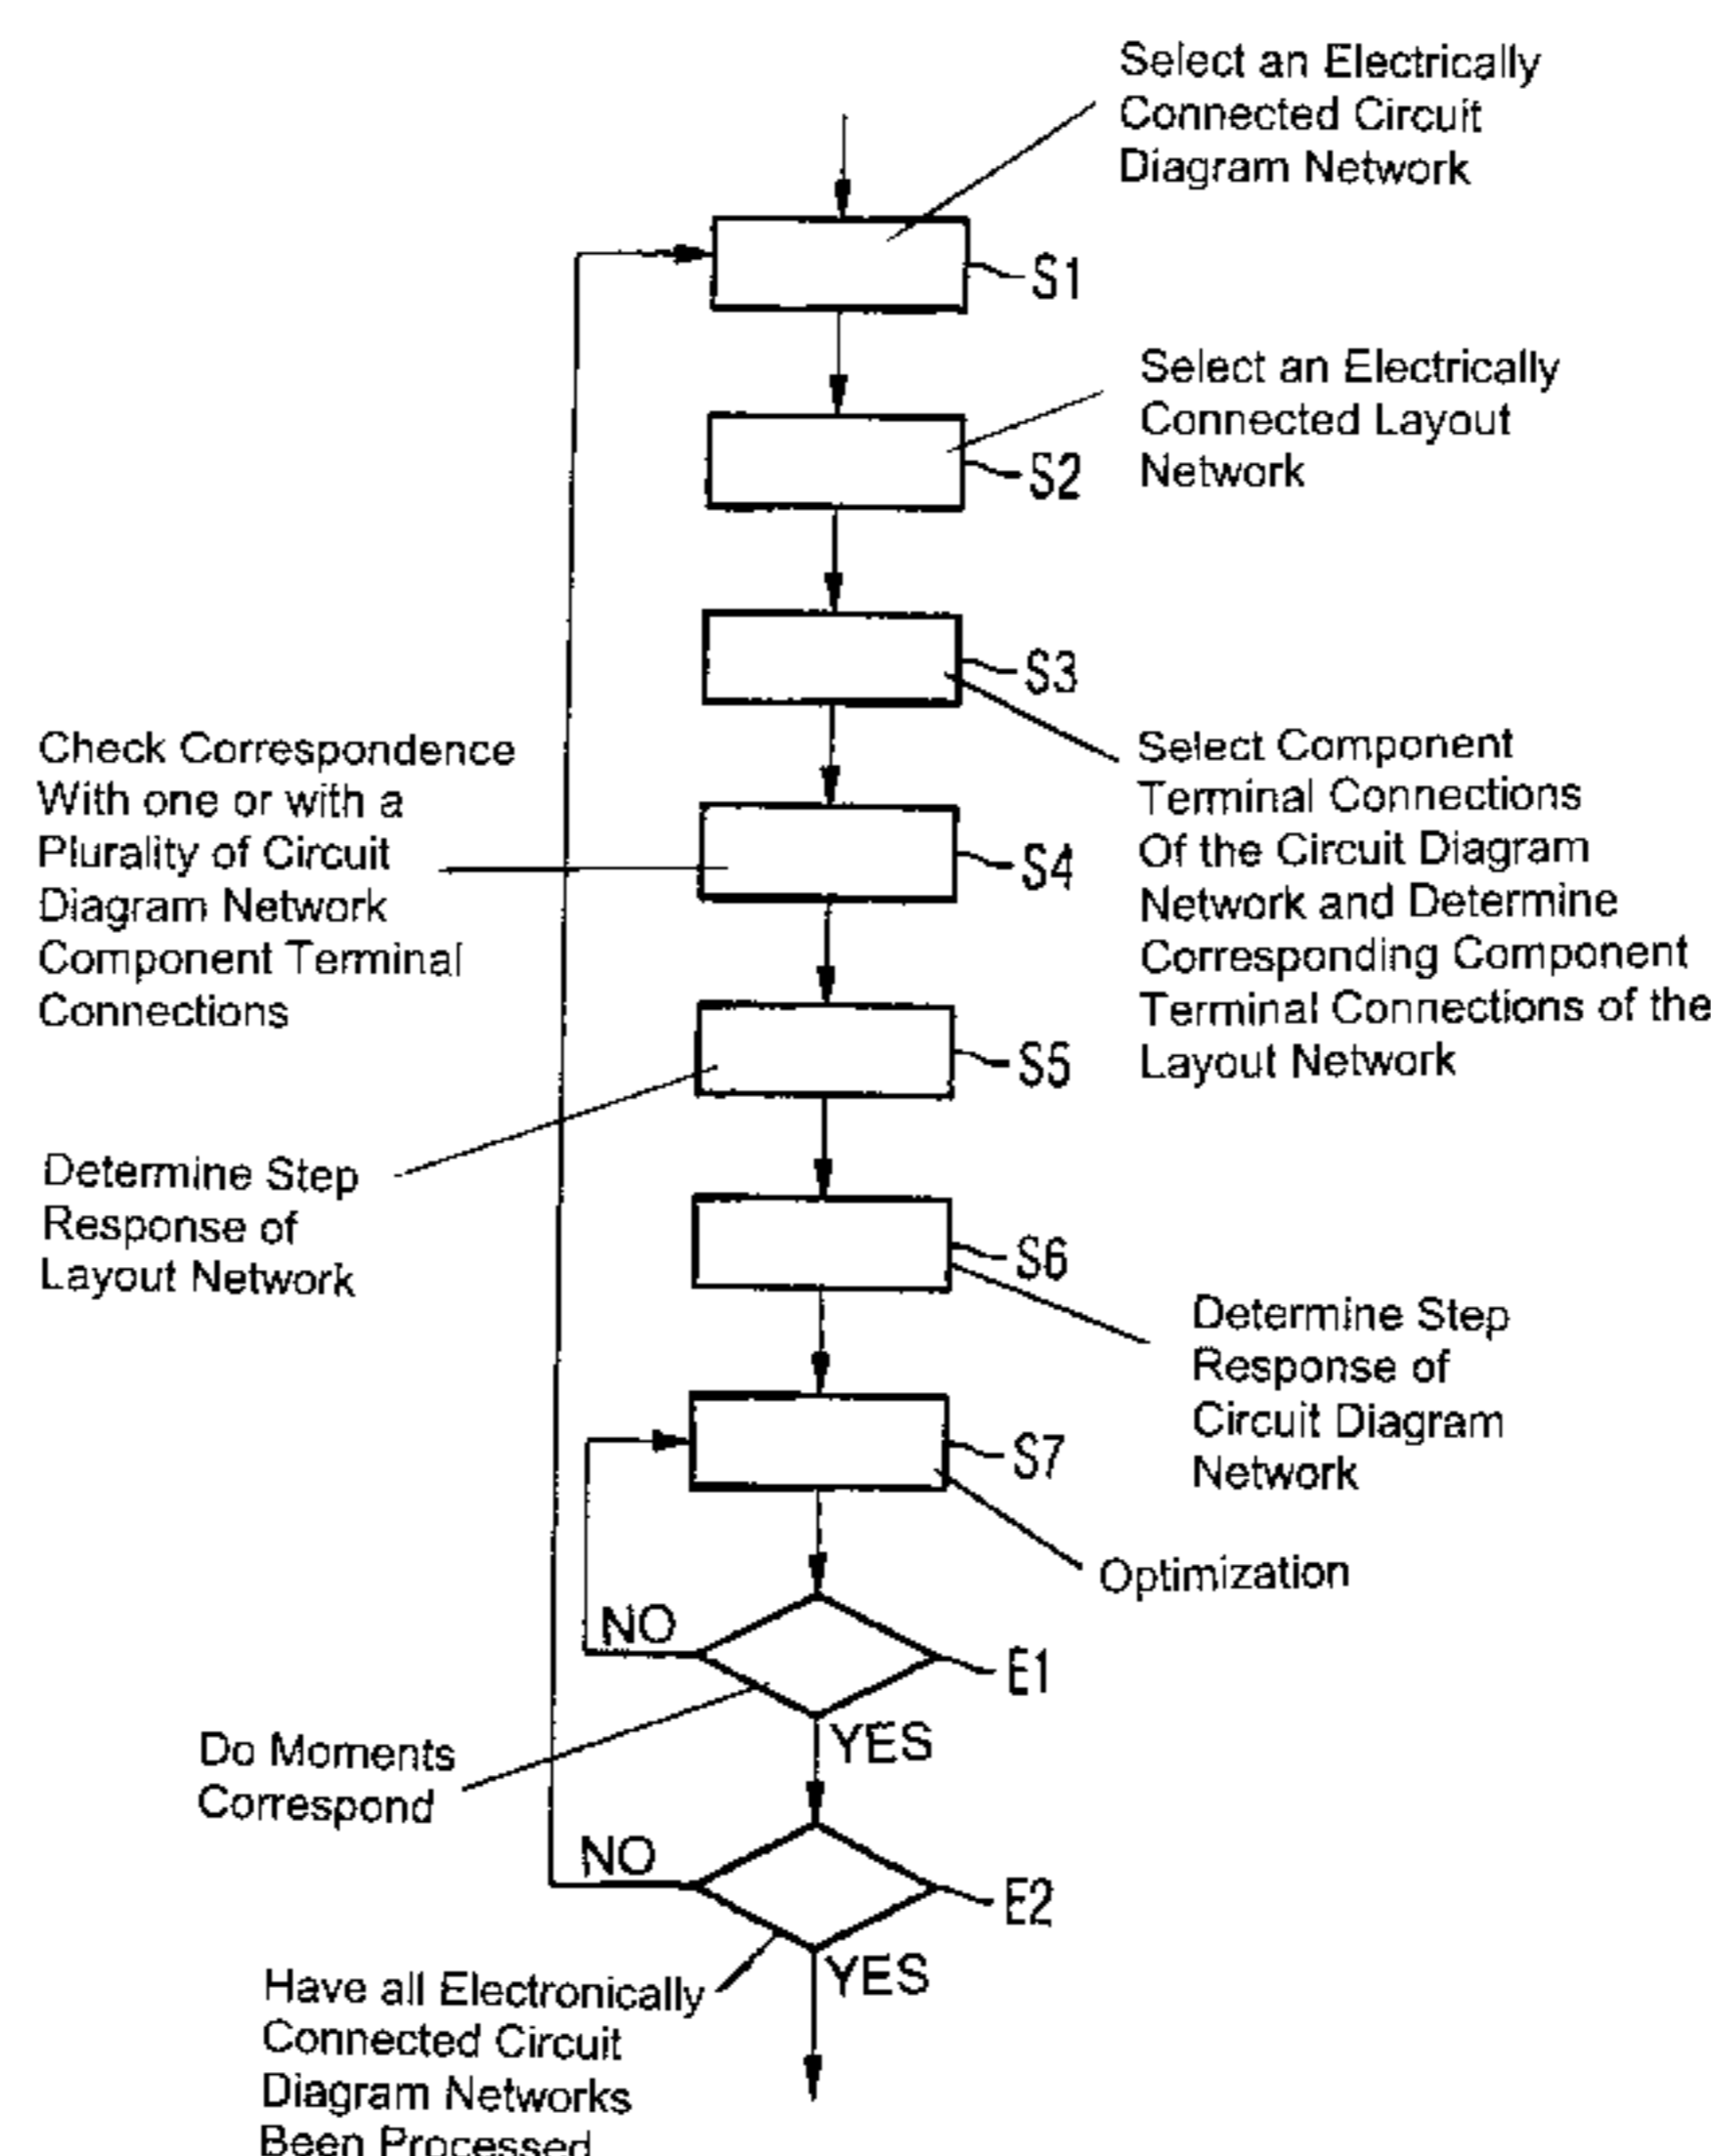 Select an Electrically
Connected Circuit
Diagram Network
S1
Select an Electrically
Connected Layout
Network
S2
S3
Select Component
Terminal Connections
Of the Circuit Diagram
Network and Determine
Corresponding Component
Terminal Connections of the
Layout Network
Check Correspondence
With one or with a
Plurality of Circuit
Diagram Network
Component Terminal
Connections
S4
S5
Determine Step
Response of
Layout Network
S6
Determine Step
Response of
Circuit Diagram
Network
S7
Optimization
NO
E1
YES
Do Moments
Correspond
NO
E2
YES
Have all Electronically
Connected Circuit
Diagram Networks
Been Processed